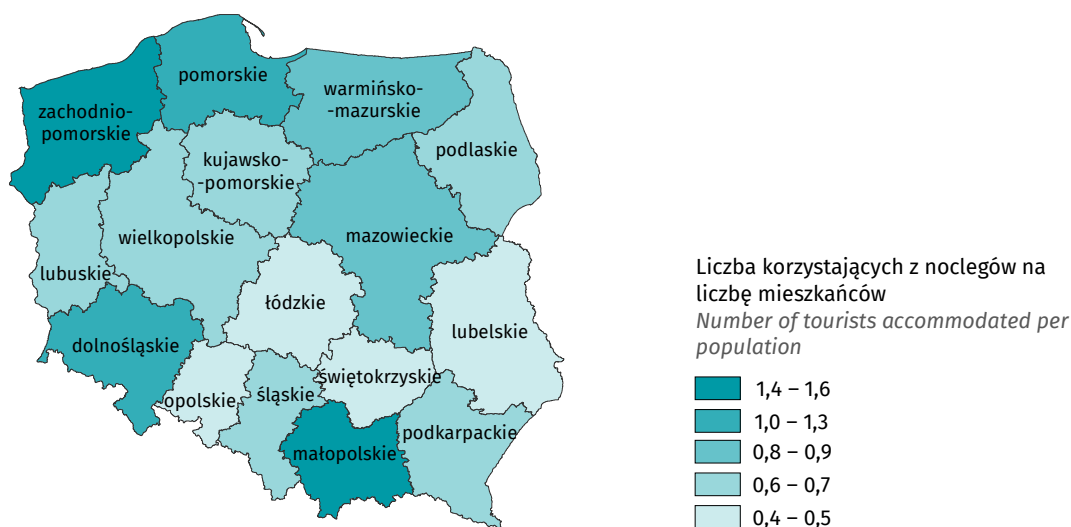 pomorskie
warmińsko-
-mazurskie
zachodnio-
pomorskie
podlaskie
kujawsko-
-pomorskie
wielkopolskie
mazowieckie
lubuskie
łódzkie
lubelskie
dolnośląskie
świętokrzyskie
opolskie
śląskie
podkarpackie
małopolskie
Liczba korzystających z noclegów na
liczbę mieszkańców
Number of tourists accommodated per
population
1,4 – 1,6
1,0 – 1,3
0,8 – 0,9
0,6 – 0,7
0,4 – 0,5